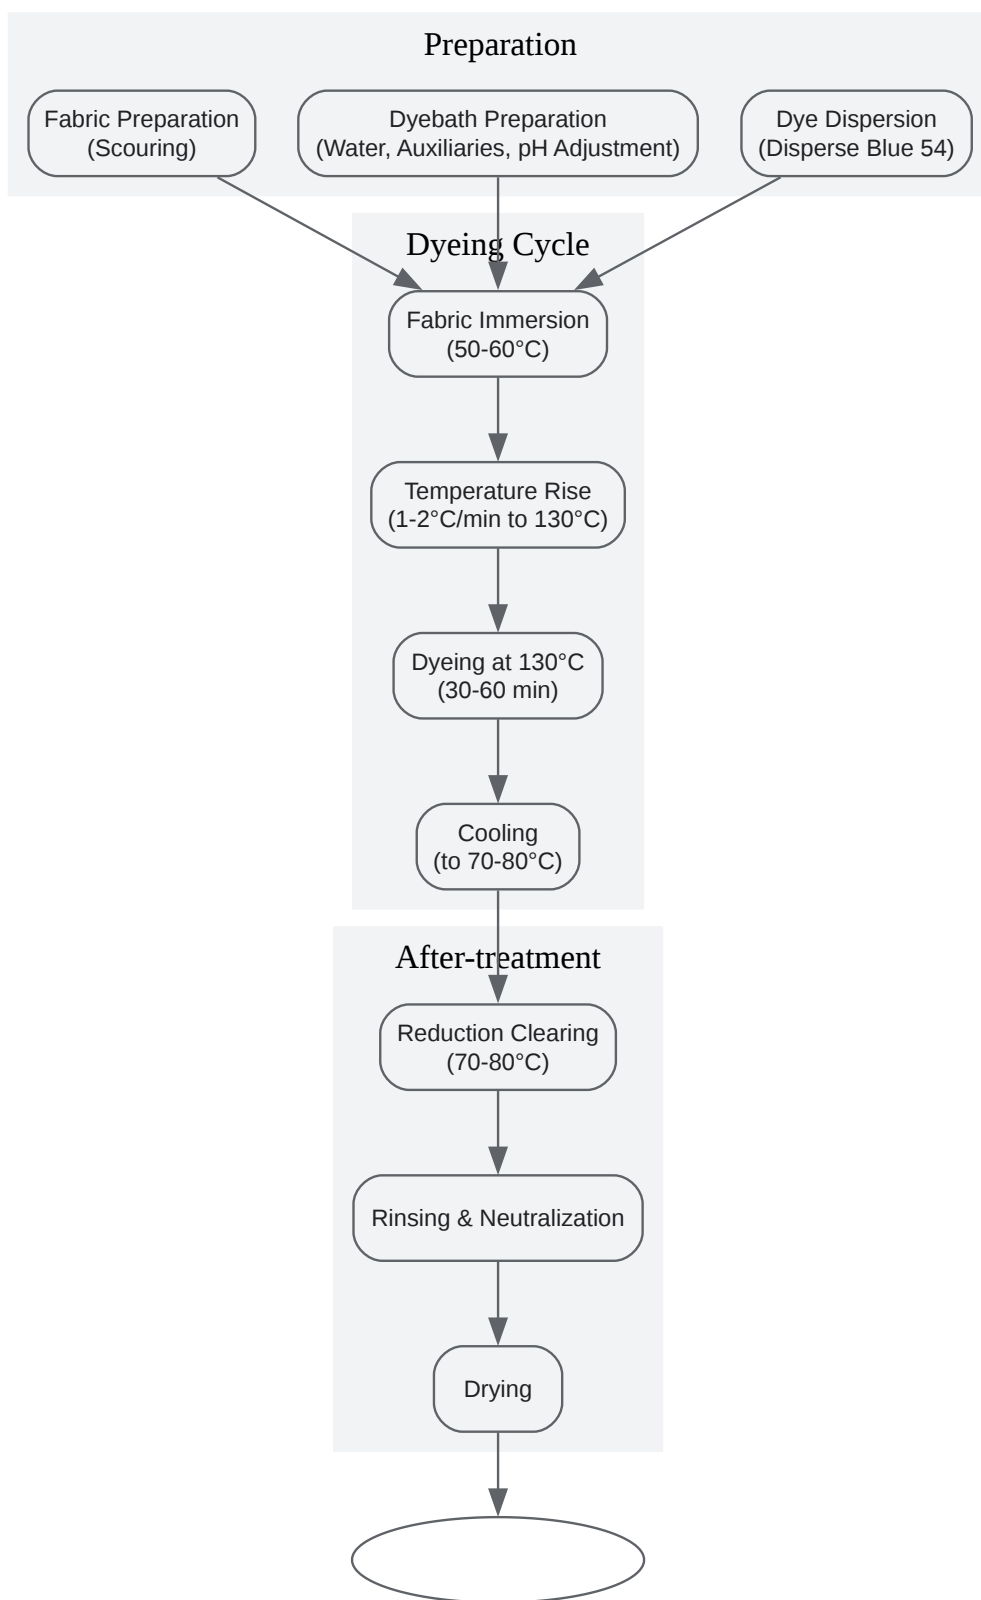 Preparation
Fabric Preparation
(Scouring)
Dyebath Preparation
(Water, Auxiliaries, pH Adjustment)
Dye Dispersion
(Disperse Blue 54)
Dyeing Cycle
Fabric Immersion
(50-60°C)
Temperature Rise
(1-2°C/min to 130°C)
Dyeing at 130°C
(30-60 min)
Cooling
(to 70-80°C)
After-treatment
Reduction Clearing
(70-80°C)
Rinsing & Neutralization
Drying